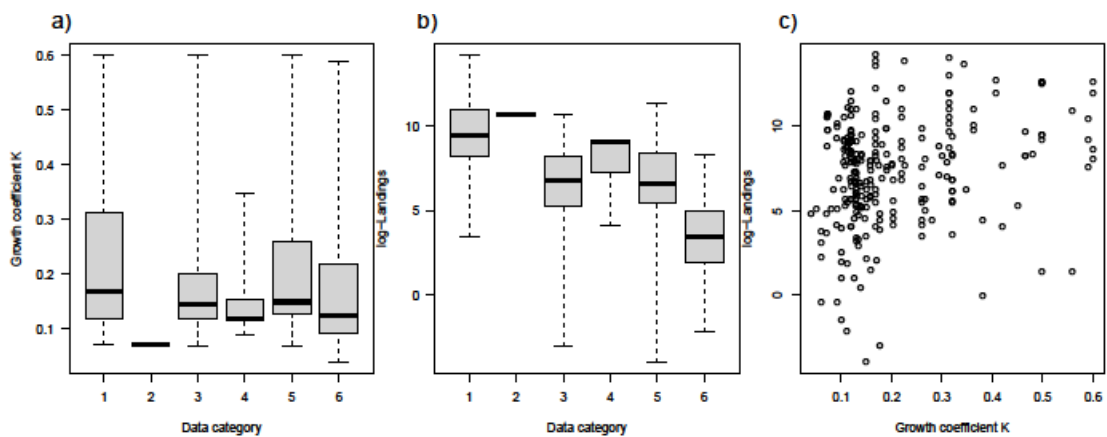 a)
Growth coefficient K
0.6
0.5
0.4
0.3
0.2
0.1
1 2 3 4 5 6
Data category
b)
log−Landings
10
5
0
1 2 3 4 5 6
Data category
c)
log−Landings
10
5
0
0.1 0.2 0.3 0.4 0.5 0.6
Growth coefficient K